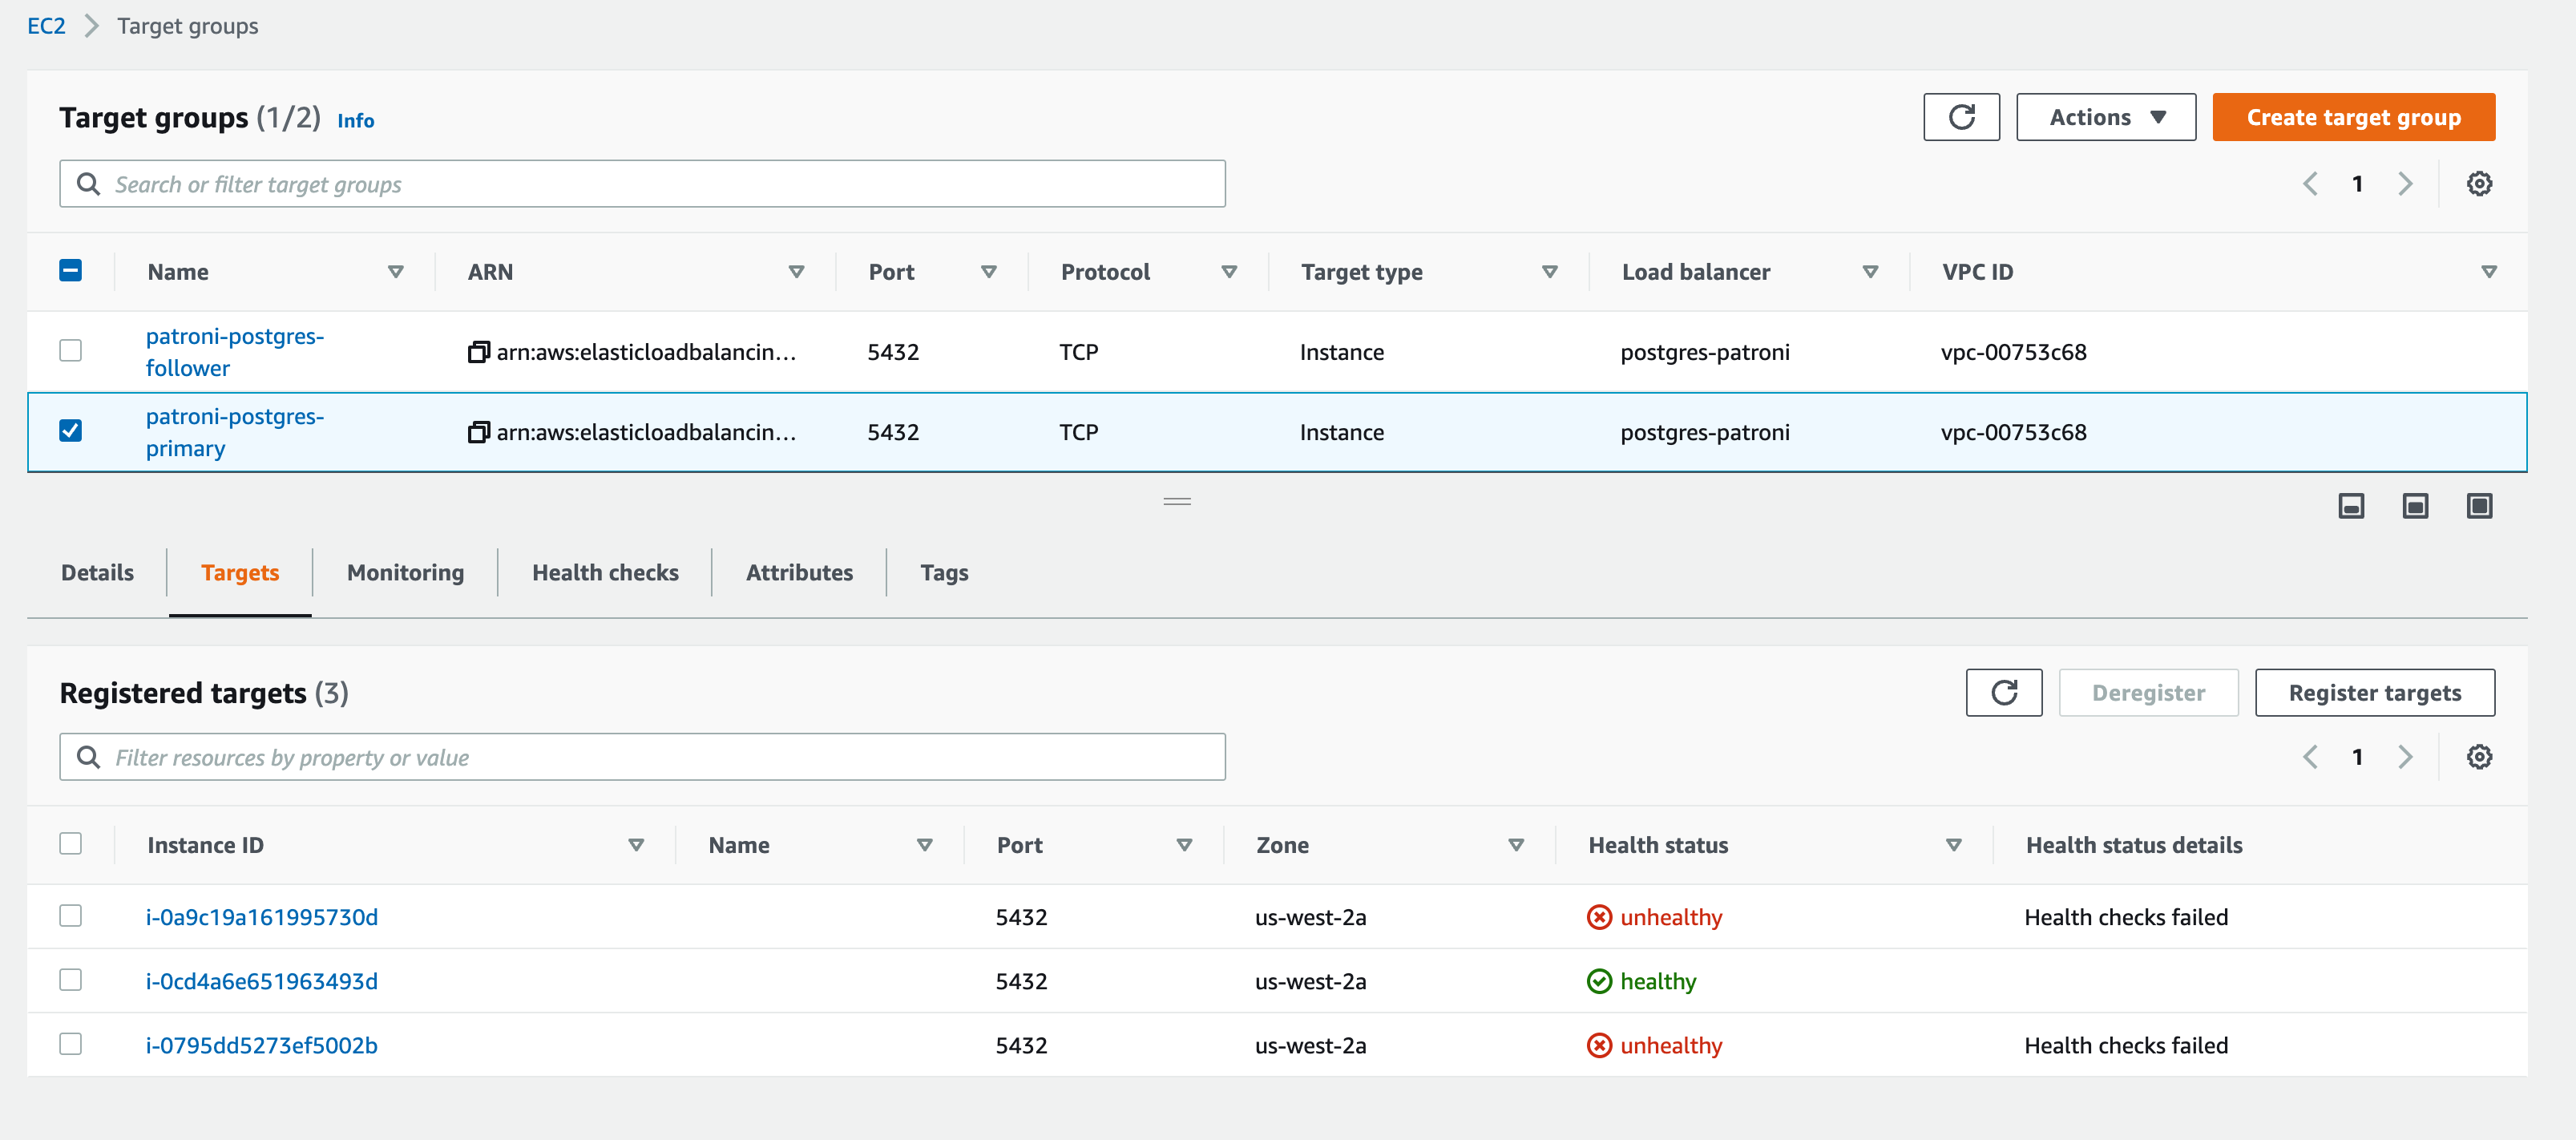 EC2 Target groups
Target groups (1/2) Info
Actions
Create target group
Search or filter target groups
1
Name ARN Port Protocol Target type Load balancer VPC ID
patroni-postgres-
follower
arn:aws:elasticloadbalancin... 5432 TCP Instance postgres-patroni vpc-00753c68
patroni-postgres-
primary
arn:aws:elasticloadbalancin... 5432 TCP Instance postgres-patroni vpc-00753c68
Details Targets Monitoring Health checks Attributes Tags
Registered targets (3)
Deregister
Register targets
Filter resources by property or value
1
Instance ID Name Port Zone Health status Health status details
i-0a9c19a161995730d 5432 us-west-2a unhealthy Health checks failed
i-0cd4a6e651963493d 5432 us-west-2a healthy
i-0795dd5273ef5002b 5432 us-west-2a unhealthy Health checks failed